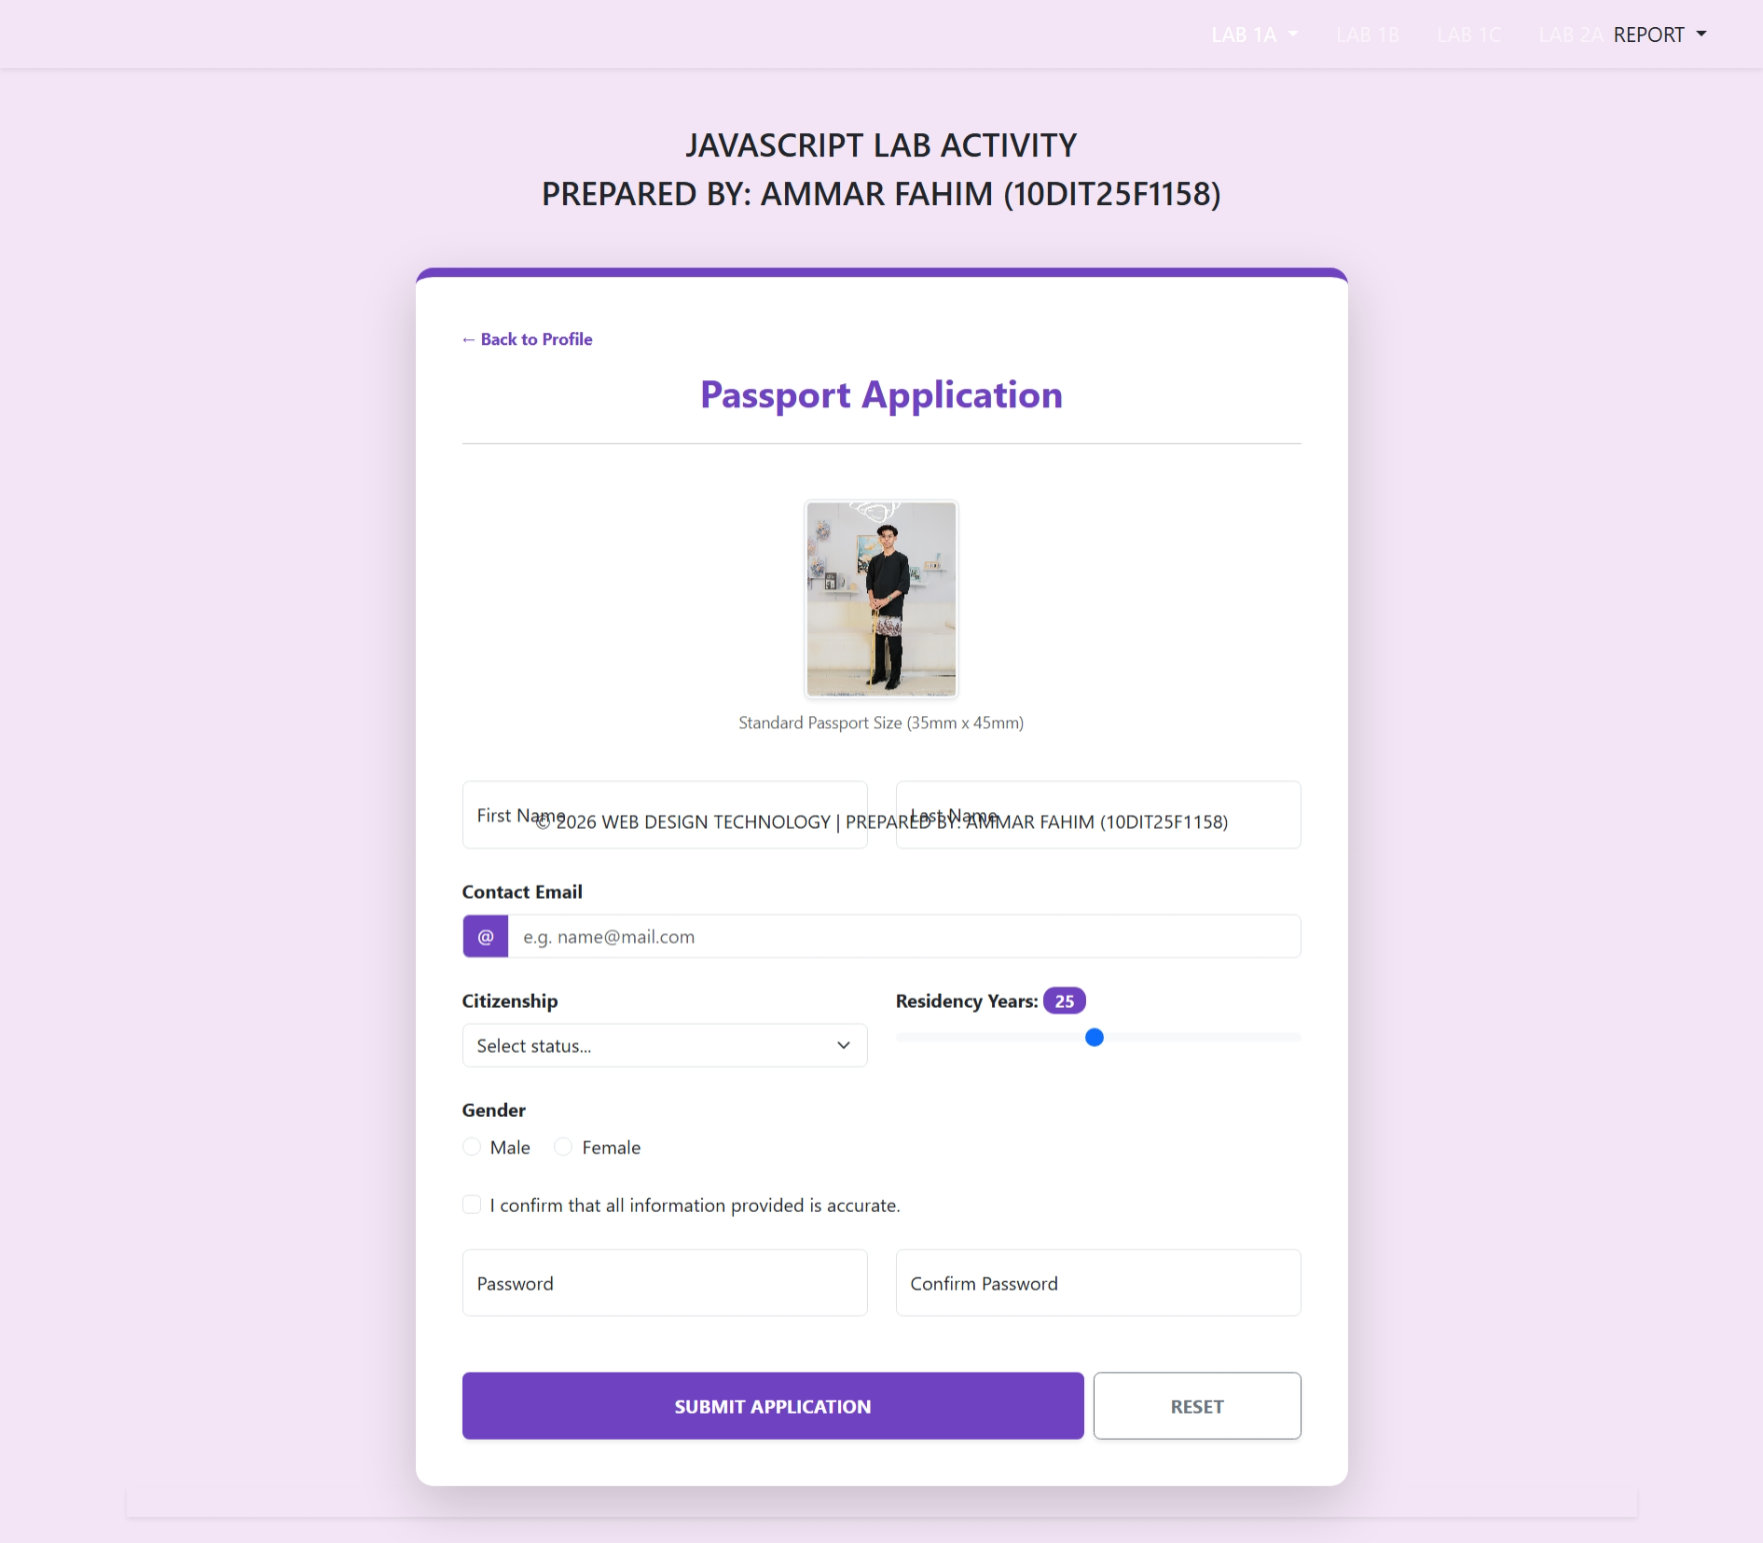 LAB 1A LAB 1B LAB 1C LAB 2A REPORT
JAVASCRIPT LAB ACTIVITY
PREPARED BY: AMMAR FAHIM (10DIT25F1158)
← Back to Profile
Passport Application
Standard Passport Size (35mm x 45mm)
First Name
Last Name
© 2026 WEB DESIGN TECHNOLOGY | PREPARED BY: AMMAR FAHIM (10DIT25F1158)
Contact Email
@ e.g. name@mail.com
Citizenship
Residency Years: 25
Select status...
Gender
Male Female
I confirm that all information provided is accurate.
Password
Confirm Password
SUBMIT APPLICATION
RESET